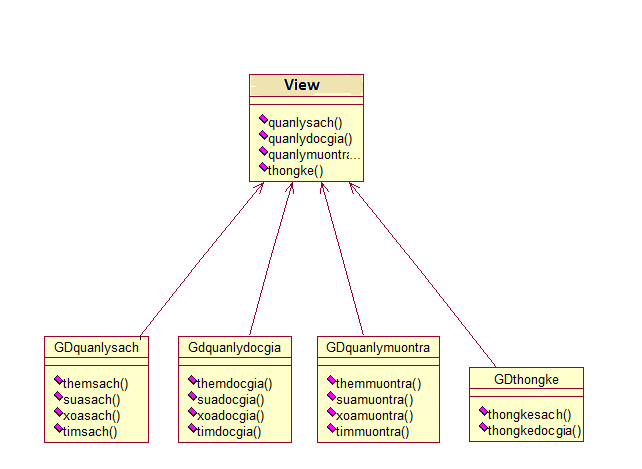 View
quanlysach()
quanlydocgia()
quanlymuontra...
thongke()
GDquanlysach
themsach()
suasach()
xoasach()
timsach()
Gdquanlydocgia
themdocgia()
suadocgia()
xoadocgia()
timdocgia()
GDquanlymuontra
themmuontra()
suamuontra()
xoamuontra()
timmuontra()
GDthongke
thongkesach()
thongkedocgia()